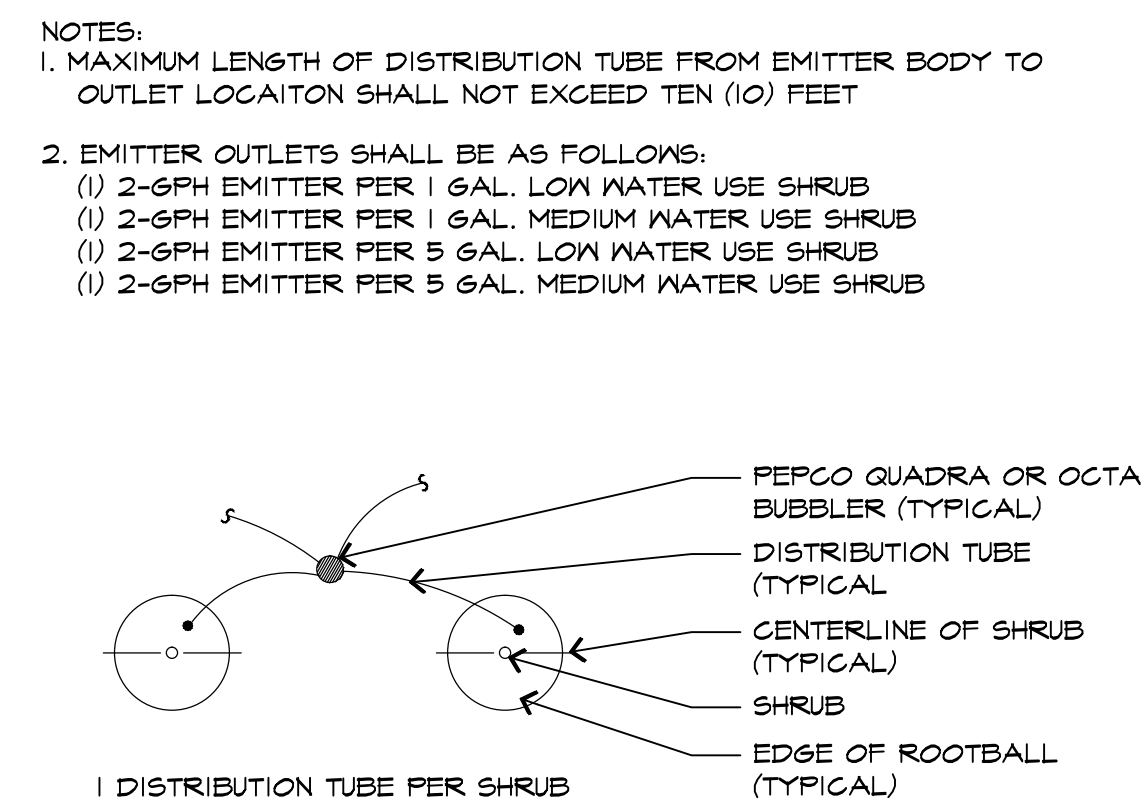 NOTES:
1. MAXIMUM LENGTH OF DISTRIBUTION TUBE FROM EMITTER BODY TO
OUTLET LOCAITON SHALL NOT EXCEED TEN (10) FEET
2. EMITTER OUTLETS SHALL BE AS FOLLOWS:
(1) 2-GPH EMITTER PER 1 GAL. LOW WATER USE SHRUB
(1) 2-GPH EMITTER PER 1 GAL. MEDIUM WATER USE SHRUB
(1) 2-GPH EMITTER PER 5 GAL. LOW WATER USE SHRUB
(1) 2-GPH EMITTER PER 5 GAL. MEDIUM WATER USE SHRUB
PEPCO QUADRA OR OCTA
BUBBLER (TYPICAL)
DISTRIBUTION TUBE
(TYPICAL
CENTERLINE OF SHRUB
(TYPICAL)
SHRUB
EDGE OF ROOTBALL
(TYPICAL)
1 DISTRIBUTION TUBE PER SHRUB